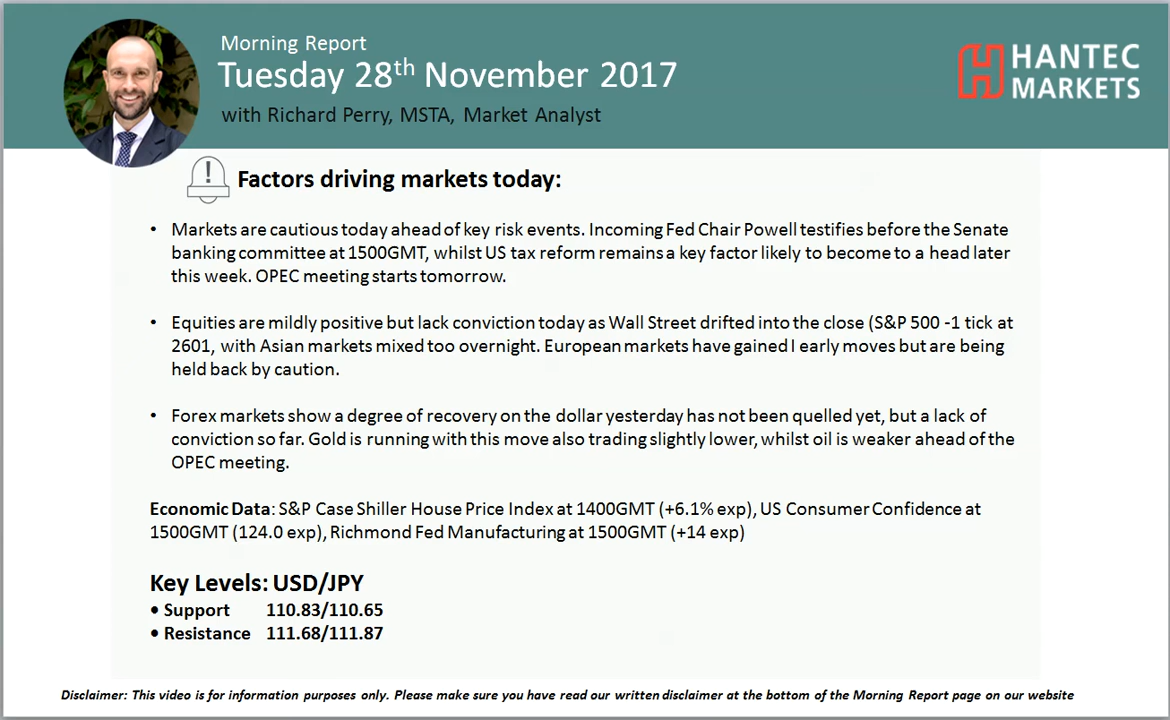 Morning Report
Tuesday 28th November 2017
with Richard Perry, MSTA, Market Analyst
HANTEC
MARKETS
! Factors driving markets today:
• Markets are cautious today ahead of key risk events. Incoming Fed Chair Powell testifies before the Senate
banking committee at 1500GMT, whilst US tax reform remains a key factor likely to become to a head later
this week. OPEC meeting starts tomorrow.
• Equities are mildly positive but lack conviction today as Wall Street drifted into the close (S&P 500 -1 tick at
2601, with Asian markets mixed too overnight. European markets have gained I early moves but are being
held back by caution.
• Forex markets show a degree of recovery on the dollar yesterday has not been quelled yet, but a lack of
conviction so far. Gold is running with this move also trading slightly lower, whilst oil is weaker ahead of the
OPEC meeting.
Economic Data: S&P Case Shiller House Price Index at 1400GMT (+6.1% exp), US Consumer Confidence at
1500GMT (124.0 exp), Richmond Fed Manufacturing at 1500GMT (+14 exp)
Key Levels: USD/JPY
• Support 110.83/110.65
• Resistance 111.68/111.87
Disclaimer: This video is for information purposes only. Please make sure you have read our written disclaimer at the bottom of the Morning Report page on our website